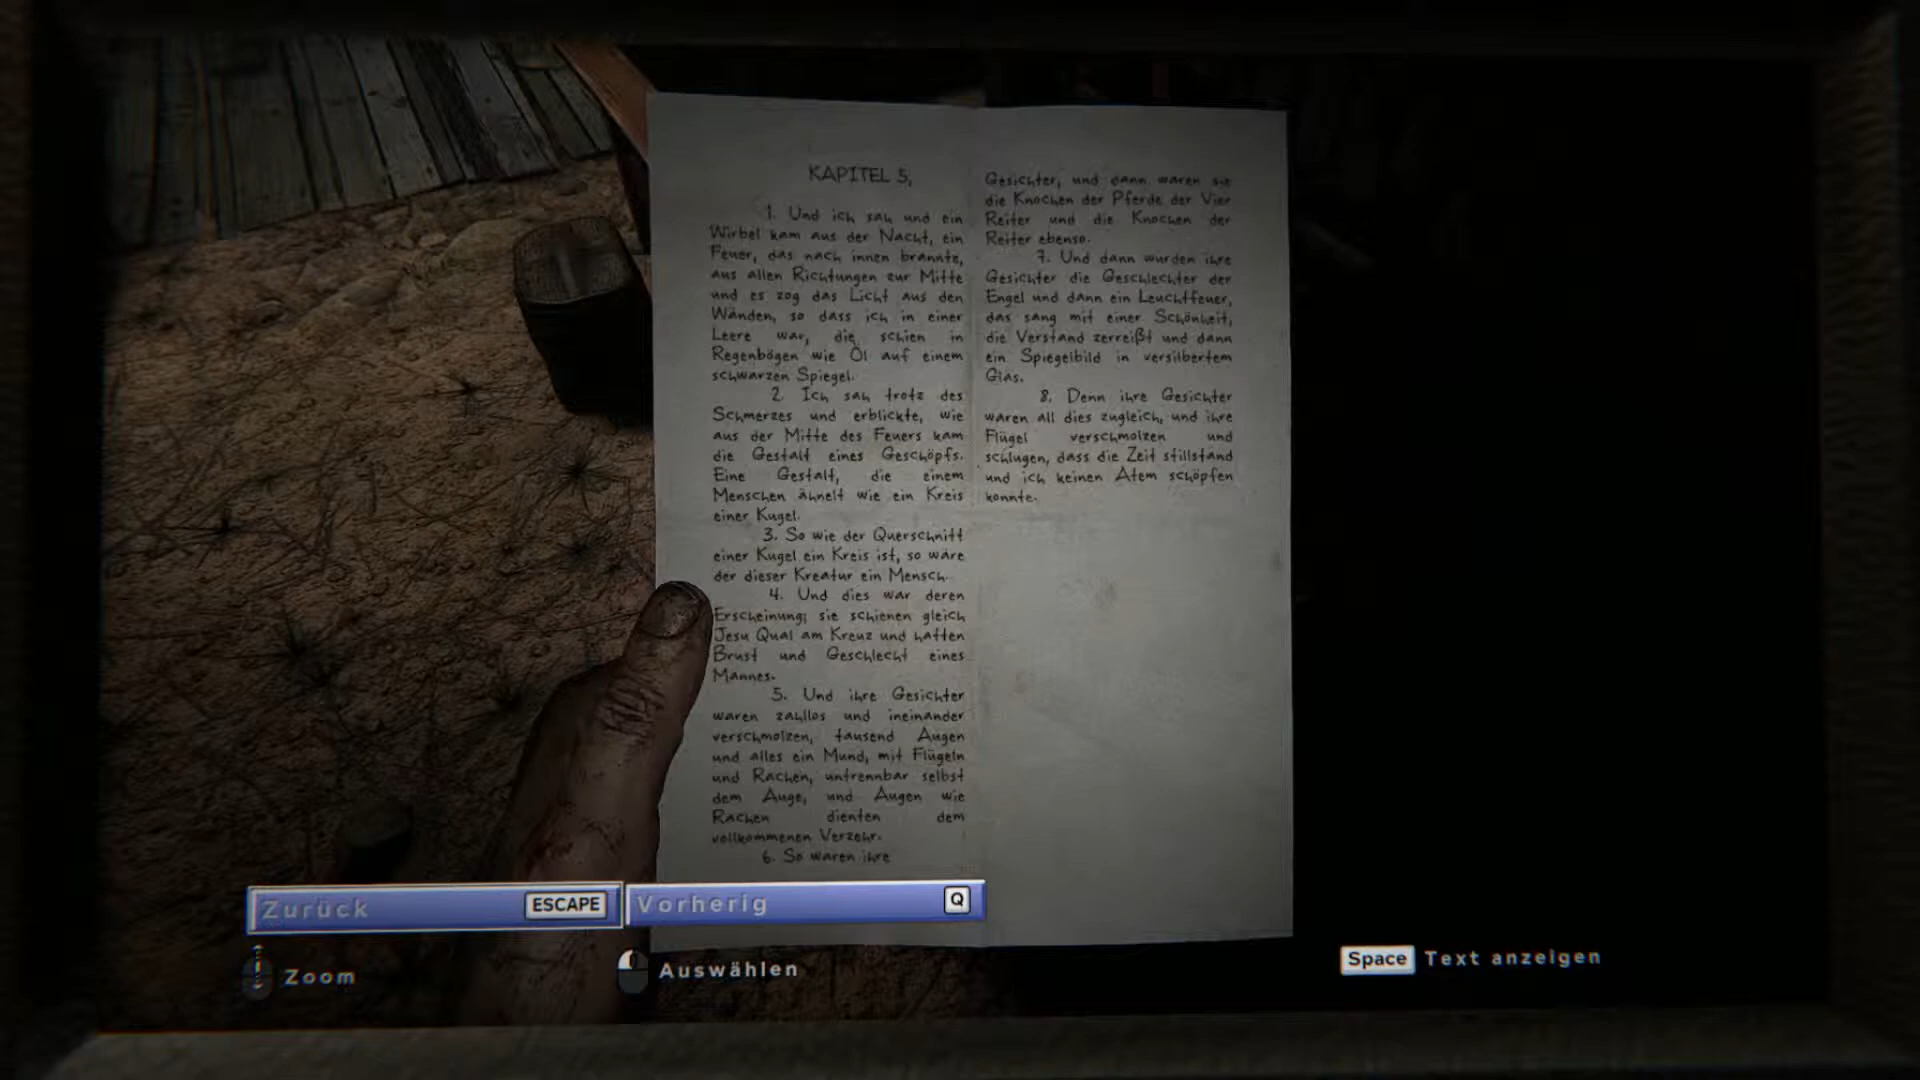 KAPITEL 5,
1. Und ich sah und ein
Wirbel kam aus der Nacht, ein
Feuer, das nach innen brannte,
aus allen Richtungen zur Mitte
und es zog das Licht aus den
Wänden, so dass ich in einer
Leere war, die schien in
Regenbögen wie Öl auf einem
schwarzen Spiegel.
2. Ich sah trotz des
Schmerzes und erblickte, wie
aus der Mitte des Feuers kam
die Gestalt eines Geschöpfs.
Eine Gestalt, die einem
Menschen ähnelt wie ein Kreis
einer Kugel.
3. So wie der Querschnitt
einer Kugel ein Kreis ist, so wäre
der dieser Kreatur ein Mensch.
4. Und dies war deren
Erscheinung; sie schienen gleich
Jesu Qual am Kreuz und hatten
Brust und Geschlecht eines
Mannes.
5. Und ihre Gesichter
waren zahllos und ineinander
verschmolzen, tausend Augen
und alles ein Mund, mit Flügeln
und Rachen, untrennbar selbst
dem Auge, und Augen wie
Rachen dienten dem
vollkommenen Verzehr.
6. So waren ihre
Gesichter, und dann waren sie
die Knochen der Pferde der Vier
Reiter und die Knochen der
Reiter ebenso.
7. Und dann wurden ihre
Gesichter die Geschlechter der
Engel und dann ein Leuchtfeuer,
das sang mit einer Schönheit,
die Verstand zerreißt und dann
ein Spiegelbild in versilbertem
Glas.
8. Denn ihre Gesichter
waren all dies zugleich, und ihre
Flügel verschmolzen und
schlugen, dass die Zeit stillstand
und ich keinen Atem schöpfen
konnte.
Zurück ESCAPE
Vorherig Q
Zoom
Auswählen
Space Text anzeigen